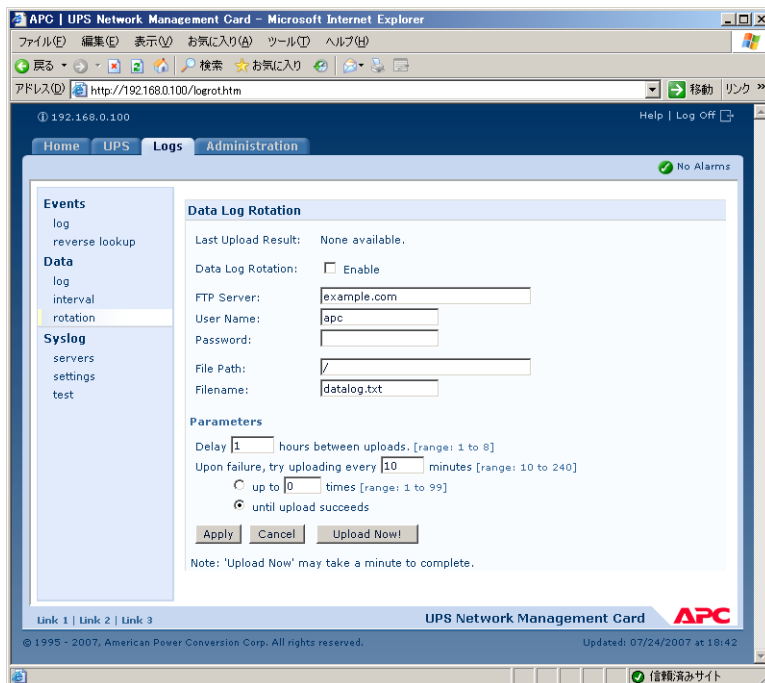 APC | UPS Network Management Card - Microsoft Internet Explorer
ファイル(F) 編集(E) 表示(V) お気に入り(A) ツール(T) ヘルプ(H)
戻る 検索 お気に入り
アドレス(D) http://192.168.0.100/logrot.htm 移動 リンク »
192.168.0.100 Help | Log Off
Home UPS Logs Administration
No Alarms
Events
log
reverse lookup
Data
log
interval
rotation
Syslog
servers
settings
test
Data Log Rotation
Last Upload Result: None available.
Data Log Rotation: Enable
FTP Server: example.com
User Name: apc
Password:
File Path: /
Filename: datalog.txt
Parameters
Delay 1 hours between uploads. [range: 1 to 8]
Upon failure, try uploading every 10 minutes [range: 10 to 240]
up to 0 times [range: 1 to 99]
until upload succeeds
Apply Cancel Upload Now!
Note: 'Upload Now' may take a minute to complete.
Link 1 | Link 2 | Link 3 UPS Network Management Card APC
© 1995 - 2007, American Power Conversion Corp. All rights reserved. Updated: 07/24/2007 at 18:42
信頼済みサイト